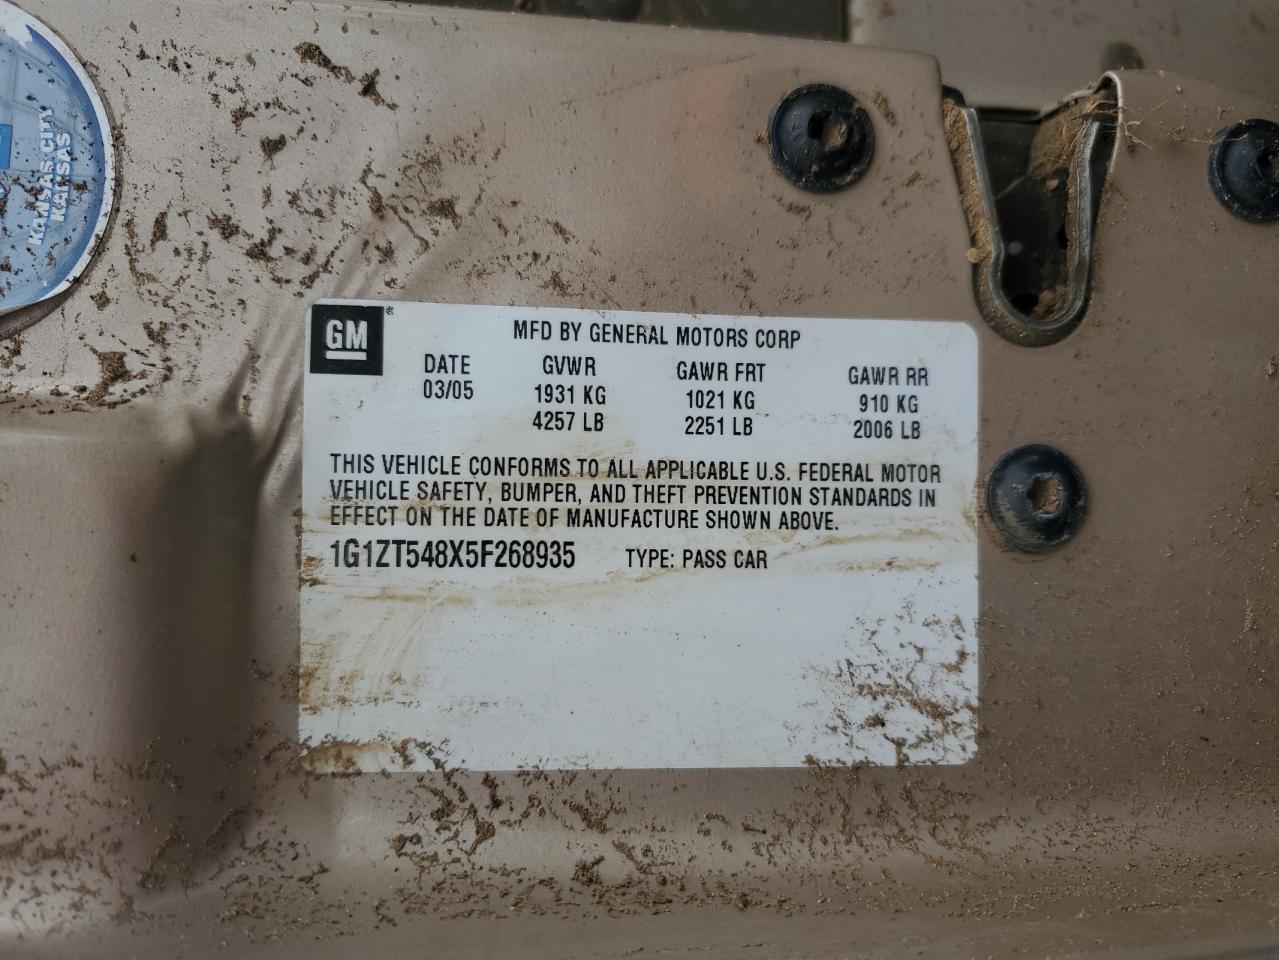 KANSAS CITY
KANSAS
GM
®
MFD BY GENERAL MOTORS CORP
DATE GVWR GAWR FRT GAWR RR
03/05 1931 KG 1021 KG 910 KG
4257 LB 2251 LB 2006 LB
THIS VEHICLE CONFORMS TO ALL APPLICABLE U.S. FEDERAL MOTOR
VEHICLE SAFETY, BUMPER, AND THEFT PREVENTION STANDARDS IN
EFFECT ON THE DATE OF MANUFACTURE SHOWN ABOVE.
1G1ZT548X5F268935 TYPE: PASS CAR